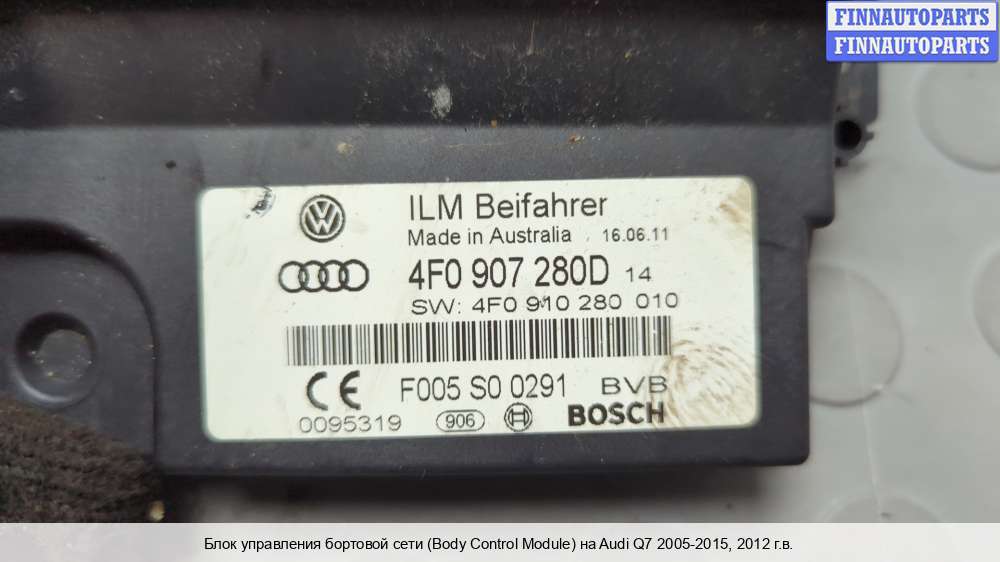 FINNAUTOPARTS
FINNAUTOPARTS
ILM Beifahrer
Made in Australia 16.06.11
4F0 907 280D 14
SW: 4F0 910 280 010
F005 S0 0291 BVB
0095319 906 BOSCH
Блок управления бортовой сети (Body Control Module) на Audi Q7 2005-2015, 2012 г.в.